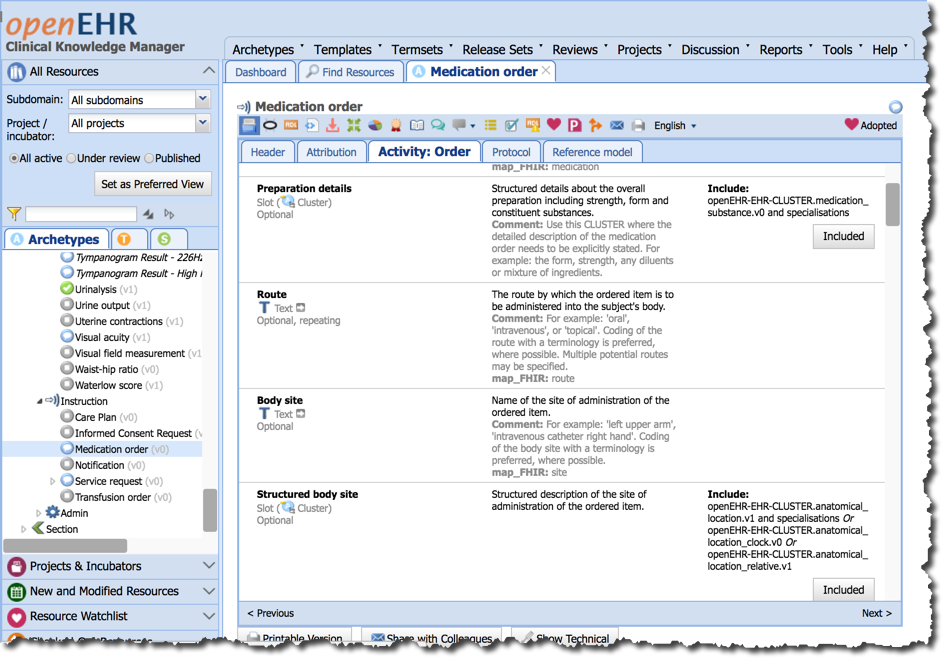 openEHR
Clinical Knowledge Manager
Archetypes Templates Termsets Release Sets Reviews Projects Discussion Reports Tools Help
All Resources
Dashboard Find Resources A Medication order
Subdomain: All subdomains
Project / incubator: All projects
All active Under review Published
Set as Preferred View
A Archetypes T S
Tympanogram Result - 226Hz
Tympanogram Result - High
Urinalysis (v1)
Urine output (v1)
Uterine contractions (v1)
Visual acuity (v1)
Visual field measurement (v1
Waist-hip ratio (v0)
Waterlow score (v1)
Instruction
Care Plan (v0)
Informed Consent Request (v
Medication order (v0)
Notification (v0)
Service request (v0)
Transfusion order (v0)
Admin
Section
Projects & Incubators
New and Modified Resources
Resource Watchlist
Medication order
ADL English Adopted
Header Attribution Activity: Order Protocol Reference model
map_FHIR: medication
Preparation details
Slot ( Cluster)
Optional
Structured details about the overall
preparation including strength, form and
constituent substances.
Comment: Use this CLUSTER where the
detailed description of the medication
order needs to be explicitly stated. For
example: the form, strength, any diluents
or mixture of ingredients.
Include:
openEHR-EHR-CLUSTER.medication_
substance.v0 and specialisations
Included
Route
T Text
Optional, repeating
The route by which the ordered item is to
be administered into the subject's body.
Comment: For example: 'oral',
'intravenous', or 'topical'. Coding of the
route with a terminology is preferred,
where possible. Multiple potential routes
may be specified.
map_FHIR: route
Body site
T Text
Optional
Name of the site of administration of the
ordered item.
Comment: For example: 'left upper arm',
'intravenous catheter right hand'. Coding
of the body site with a terminology is
preferred, where possible.
map_FHIR: site
Structured body site
Slot ( Cluster)
Optional
Structured description of the site of
administration of the ordered item.
Include:
openEHR-EHR-CLUSTER.anatomical_
location.v1 and specialisations Or
openEHR-EHR-CLUSTER.anatomical_
location_clock.v0 Or
openEHR-EHR-CLUSTER.anatomical_
location_relative.v1
Included
< Previous Next >
Printable Version Share with Colleagues Show Technical